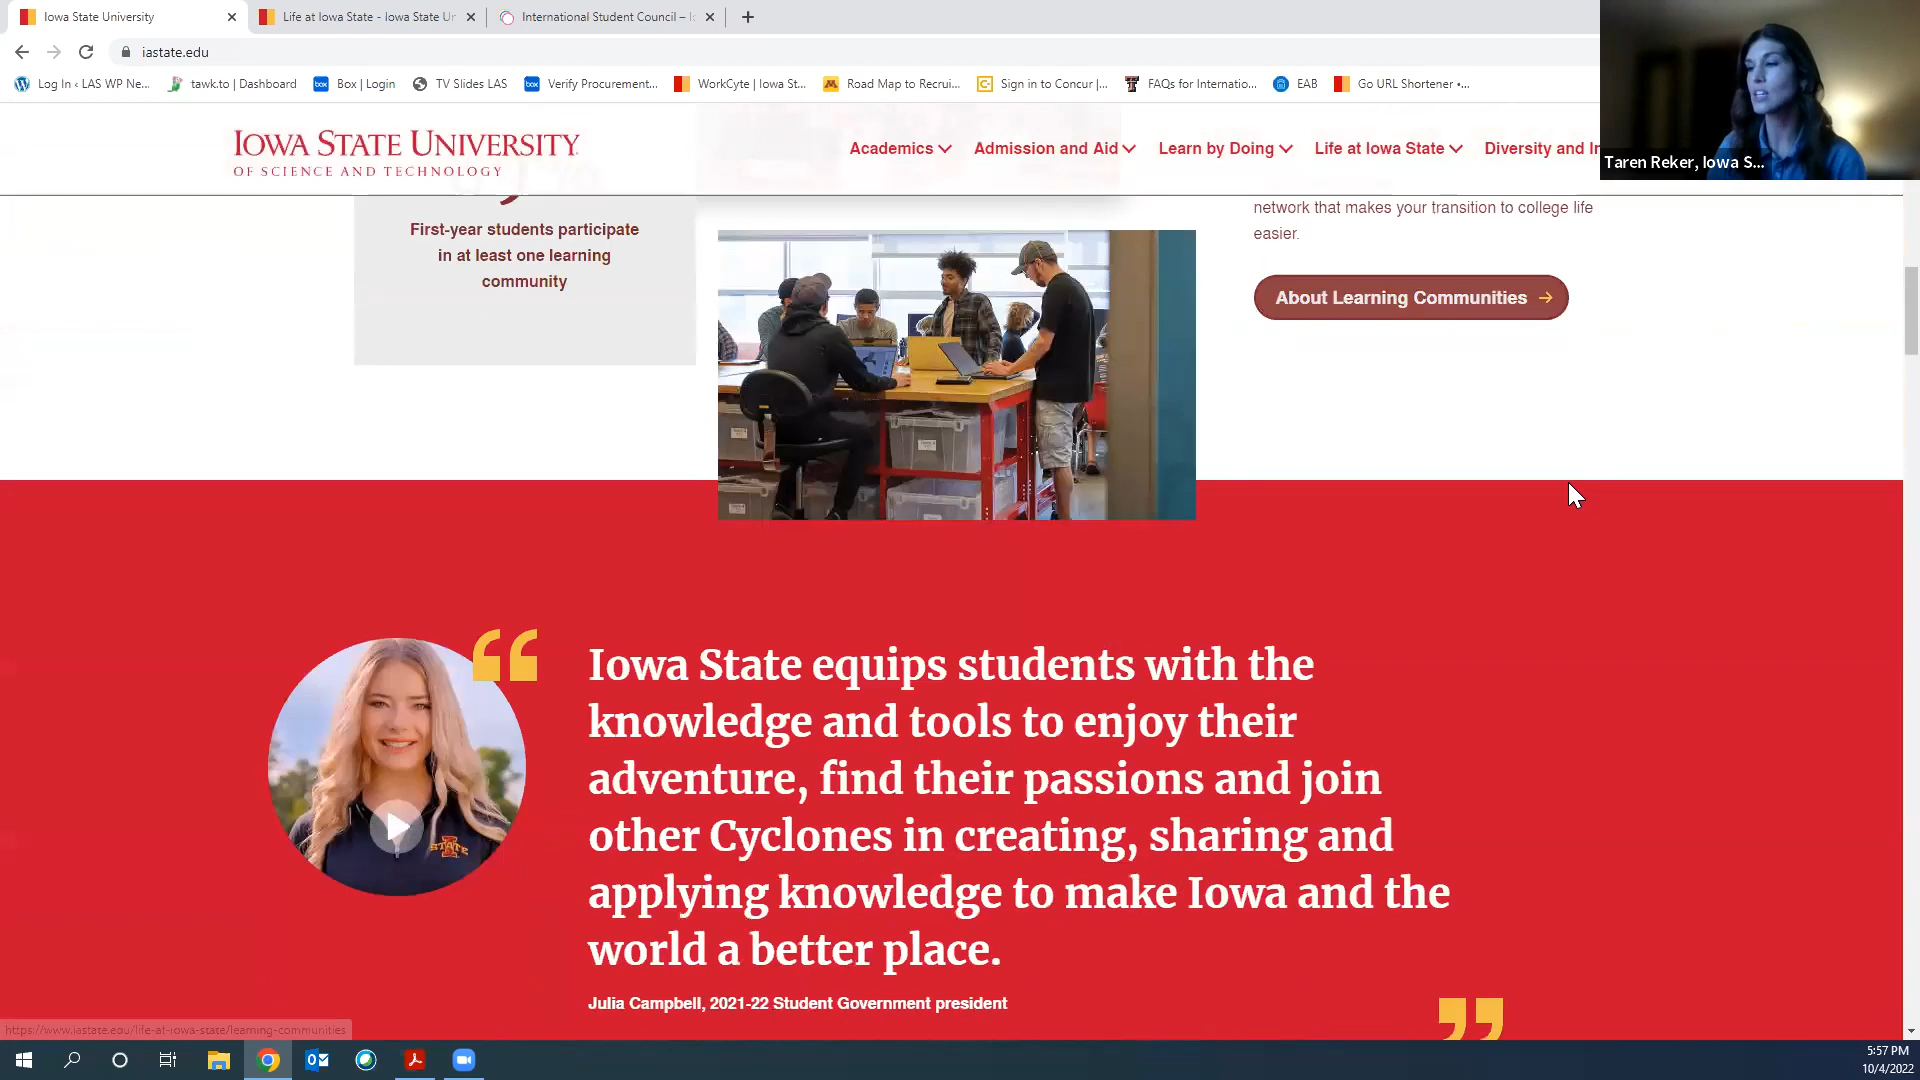 Iowa State University
Life at Iowa State - Iowa State Ur
International Student Council –
iastate.edu
Log In ‹ LAS WP Ne...
tawk.to | Dashboard
Box | Login
TV Slides LAS
Verify Procurement...
WorkCyte | Iowa St...
Road Map to Recrui...
Sign in to Concur |...
FAQs for Internatio...
EAB
Go URL Shortener •...
IOWA STATE UNIVERSITY
OF SCIENCE AND TECHNOLOGY
Academics
Admission and Aid
Learn by Doing
Life at Iowa State
Diversity and In
Taren Reker, Iowa S...
First-year students participate
in at least one learning
community
network that makes your transition to college life
easier.
About Learning Communities
Iowa State equips students with the
knowledge and tools to enjoy their
adventure, find their passions and join
other Cyclones in creating, sharing and
applying knowledge to make Iowa and the
world a better place.
Julia Campbell, 2021-22 Student Government president
STATE
https://www.iastate.edu/life-at-iowa-state/learning-communities
5:57 PM
10/4/2022